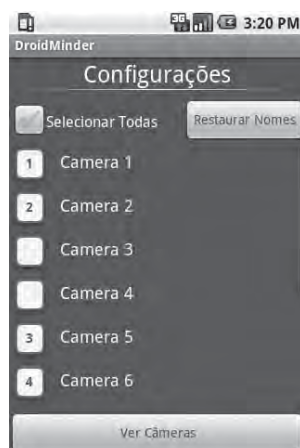 3G 3:20 PM
DroidMinder
Configurações
Selecionar Todas
Restaurar Nomes
1 Camera 1
2 Camera 2
Camera 3
Camera 4
3 Camera 5
4 Camera 6
Ver Câmeras